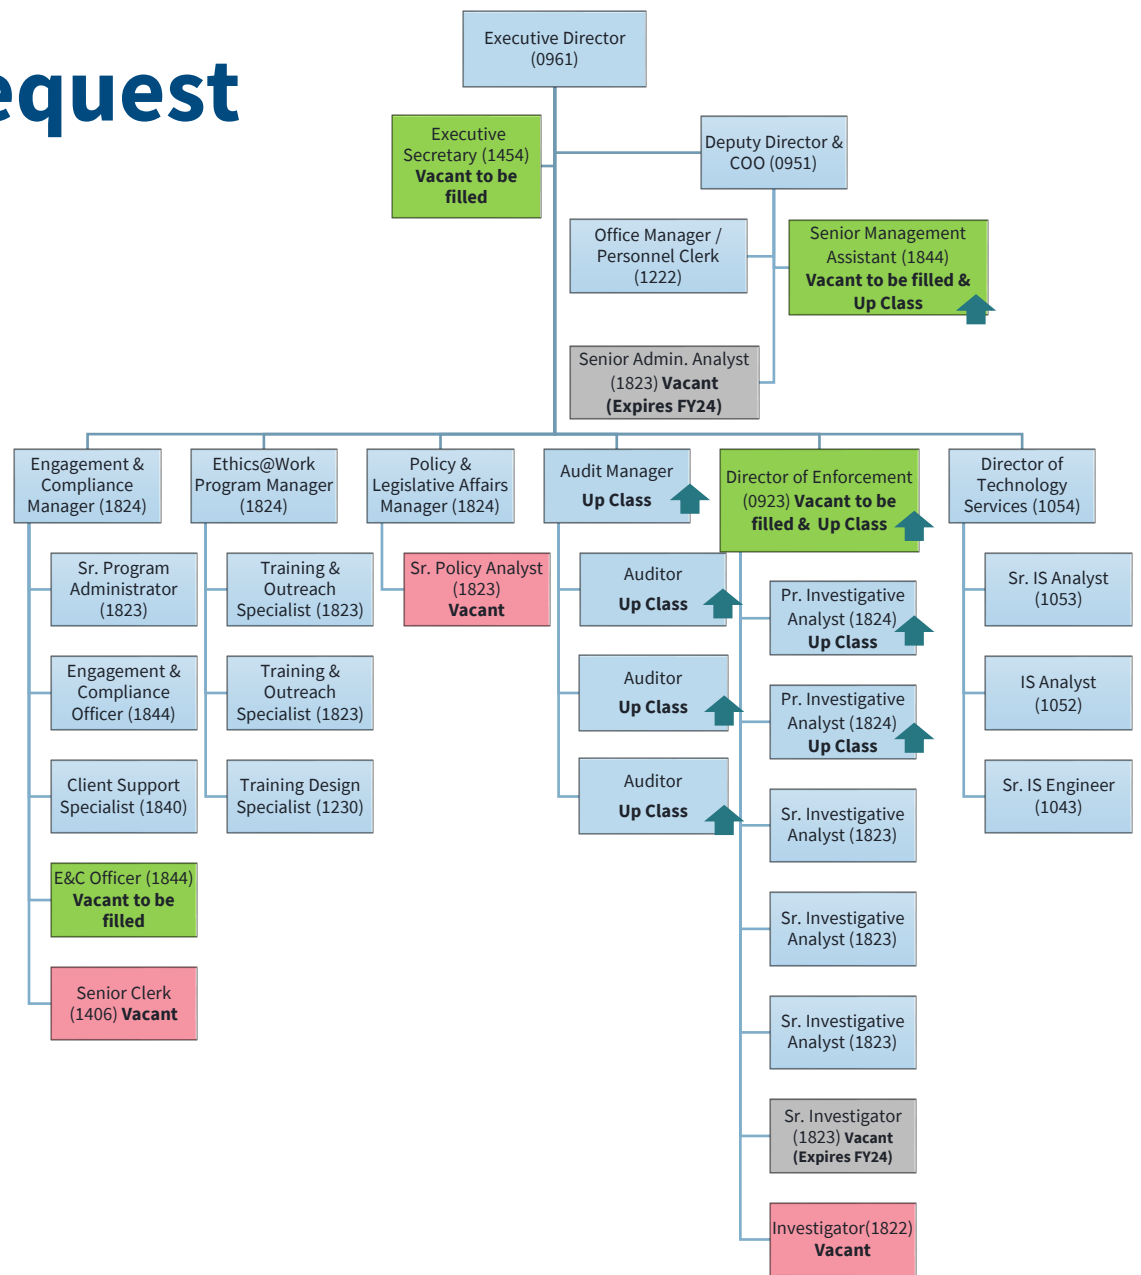 equest
Executive Director
(0961)
Executive
Secretary (1454)
Vacant to be
filled
Deputy Director &
COO (0951)
Office Manager /
Personnel Clerk
(1222)
Senior Management
Assistant (1844)
Vacant to be filled &
Up Class
Senior Admin. Analyst
(1823) Vacant
(Expires FY24)
Engagement &
Compliance
Manager (1824)
Sr. Program
Administrator
(1823)
Engagement &
Compliance
Officer (1844)
Client Support
Specialist (1840)
E&C Officer (1844)
Vacant to be
filled
Senior Clerk
(1406) Vacant
Ethics@Work
Program Manager
(1824)
Training &
Outreach
Specialist (1823)
Training &
Outreach
Specialist (1823)
Training Design
Specialist (1230)
Policy &
Legislative Affairs
Manager (1824)
Sr. Policy Analyst
(1823)
Vacant
Audit Manager
Up Class
Auditor
Up Class
Auditor
Up Class
Auditor
Up Class
Director of Enforcement
(0923) Vacant to be
filled & Up Class
Pr. Investigative
Analyst (1824)
Up Class
Pr. Investigative
Analyst (1824)
Up Class
Sr. Investigative
Analyst (1823)
Sr. Investigative
Analyst (1823)
Sr. Investigative
Analyst (1823)
Sr. Investigator
(1823) Vacant
(Expires FY24)
Investigator(1822)
Vacant
Director of
Technology
Services (1054)
Sr. IS Analyst
(1053)
IS Analyst
(1052)
Sr. IS Engineer
(1043)